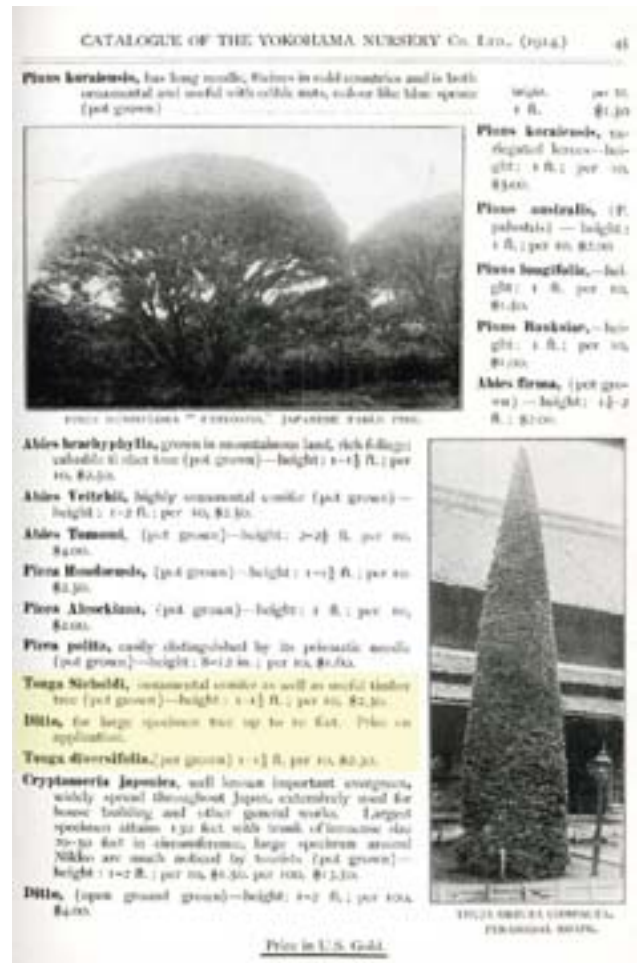 CATALOGUE OF THE YOKOHAMA NURSERY Co. LTD., (1914) 45
Pinus koraiensis, has long needle, thrives in cold countries and is both
ornamental and useful with edible nuts, colour like blue spruce
(pot grown)
height. per 10.
1 ft. $1.50
Pinus koraiensis, va-
riegated leaves—hei-
ght: 1 ft.; per 10,
$3.00.
Pinus australis, (P.
palustris) — height:
1 ft.; per 10, $2.00
Pinus longifolia,—hei-
ght: 1 ft. per 10,
$1.50.
Pinus Banksiae,—hei-
ght: 1 ft.; per 10,
$1.00.
Abies firma, (pot gro-
wn)—height: 1½-2
ft.; $2.00.
JAPANESE TABLE PINE.
Abies brachyphylla, grown in mountainous land, rich foliage;
valuable timber tree (pot grown)—height: 1-1½ ft.; per
10, $2.50.
Abies Veitchii, highly ornamental conifer (pot grown)—
height: 1-2 ft.; per 10, $2.50.
Abies Tomomi, (pot grown)—height: 2-2½ ft. per 10,
$4.00.
Picea Hondoensis, (pot grown)—height: 1-1½ ft.; per 10
$2.50.
Picea Alcockiana, (pot grown)—height: 1 ft.; per 10,
$2.00.
Picea polita, easily distinguished by its prismatic needle
(pot grown)—height: 8-12 in.; per 10, $1.60.
Tsuga Sieboldi, ornamental conifer as well as useful timber
tree (pot grown)—height: 1-1½ ft.; per 10, $2.50.
Ditto, for large specimen tree up to 10 feet. Price on
application.
Tsuga diversifolia, (pot grown) 1-1½ ft. per 10, $2.50.
Cryptomeria japonica, well known important evergreen,
widely spread throughout Japan, extensively used for
house building and other general works. Largest
specimen attains 150 feet with trunk of immense size
20-30 feet in circumference, large specimen around
Nikko are much noticed by tourists (pot grown)—
height: 1-2 ft.; per 10, $1.50. per 100, $13.50.
Ditto, (open ground grown)—height: 1-2 ft.; per 100,
$4.00.
THUJA OBTUSA COMPACTA,
PYRAMIDAL SHAPE.
Price in U.S. Gold.